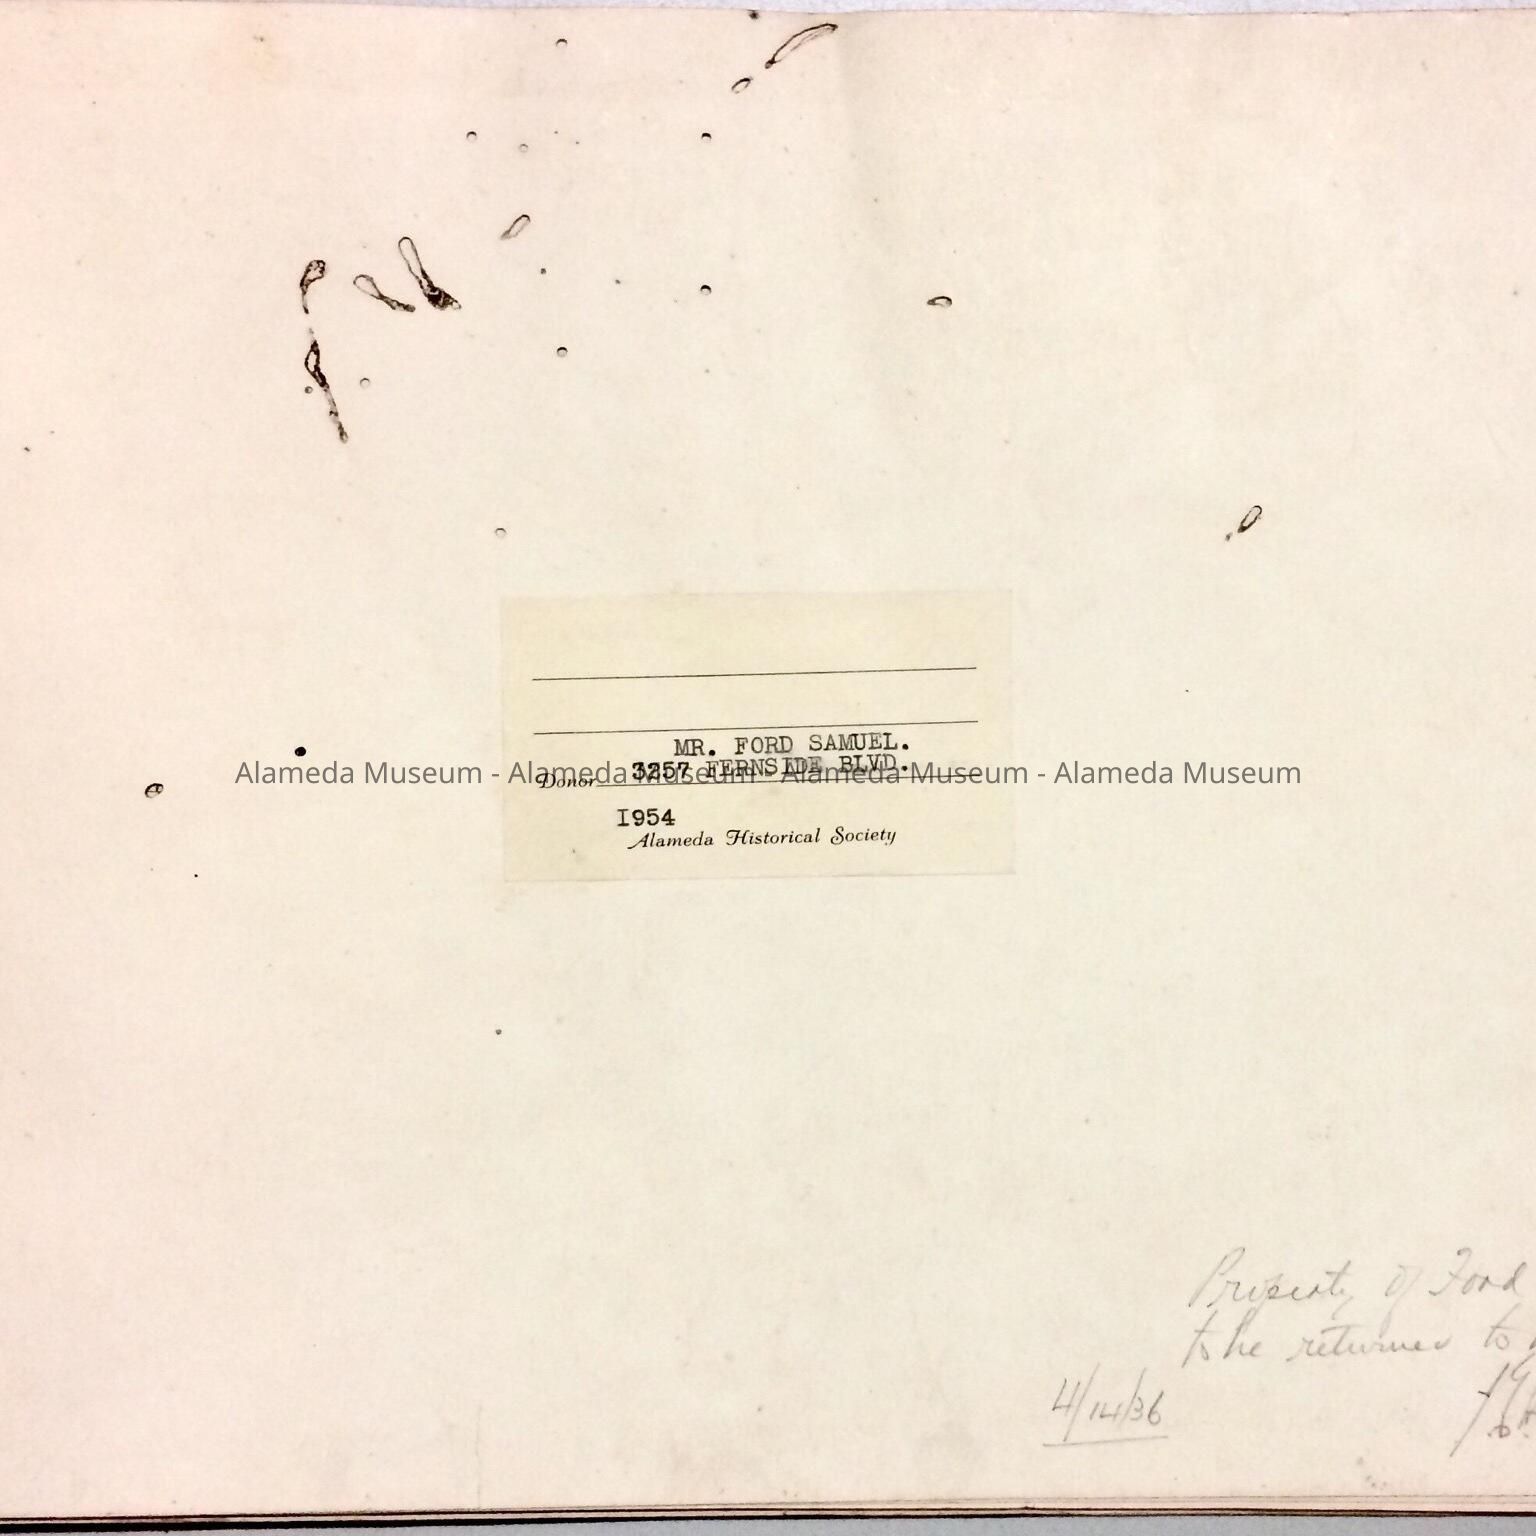 MR. FORD SAMUEL.
3257 FERNSIDE BLVD.
Donor
I954
Alameda Historical Society
Alameda Museum - Alameda Museum - Alameda Museum - Alameda Museum
Property of Ford
to be returned to
4/14/36